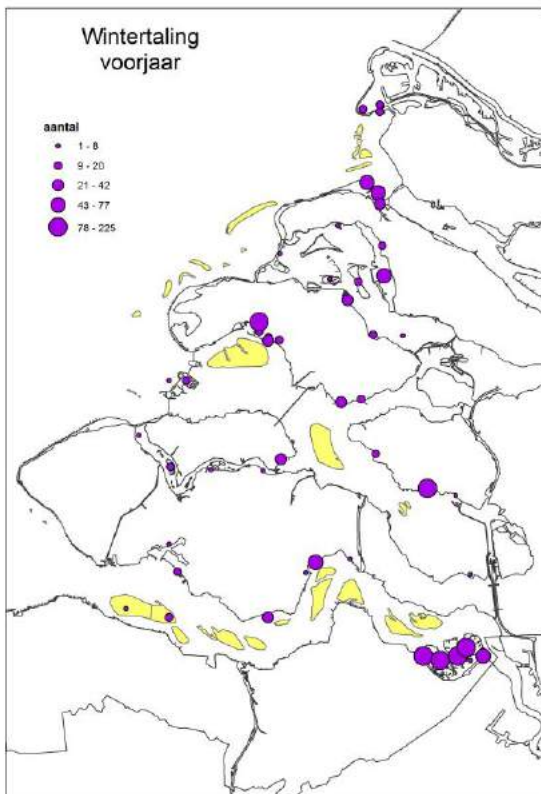 Wintertaling
voorjaar
aantal
1 - 8
9 - 20
21 - 42
43 - 77
78 - 225